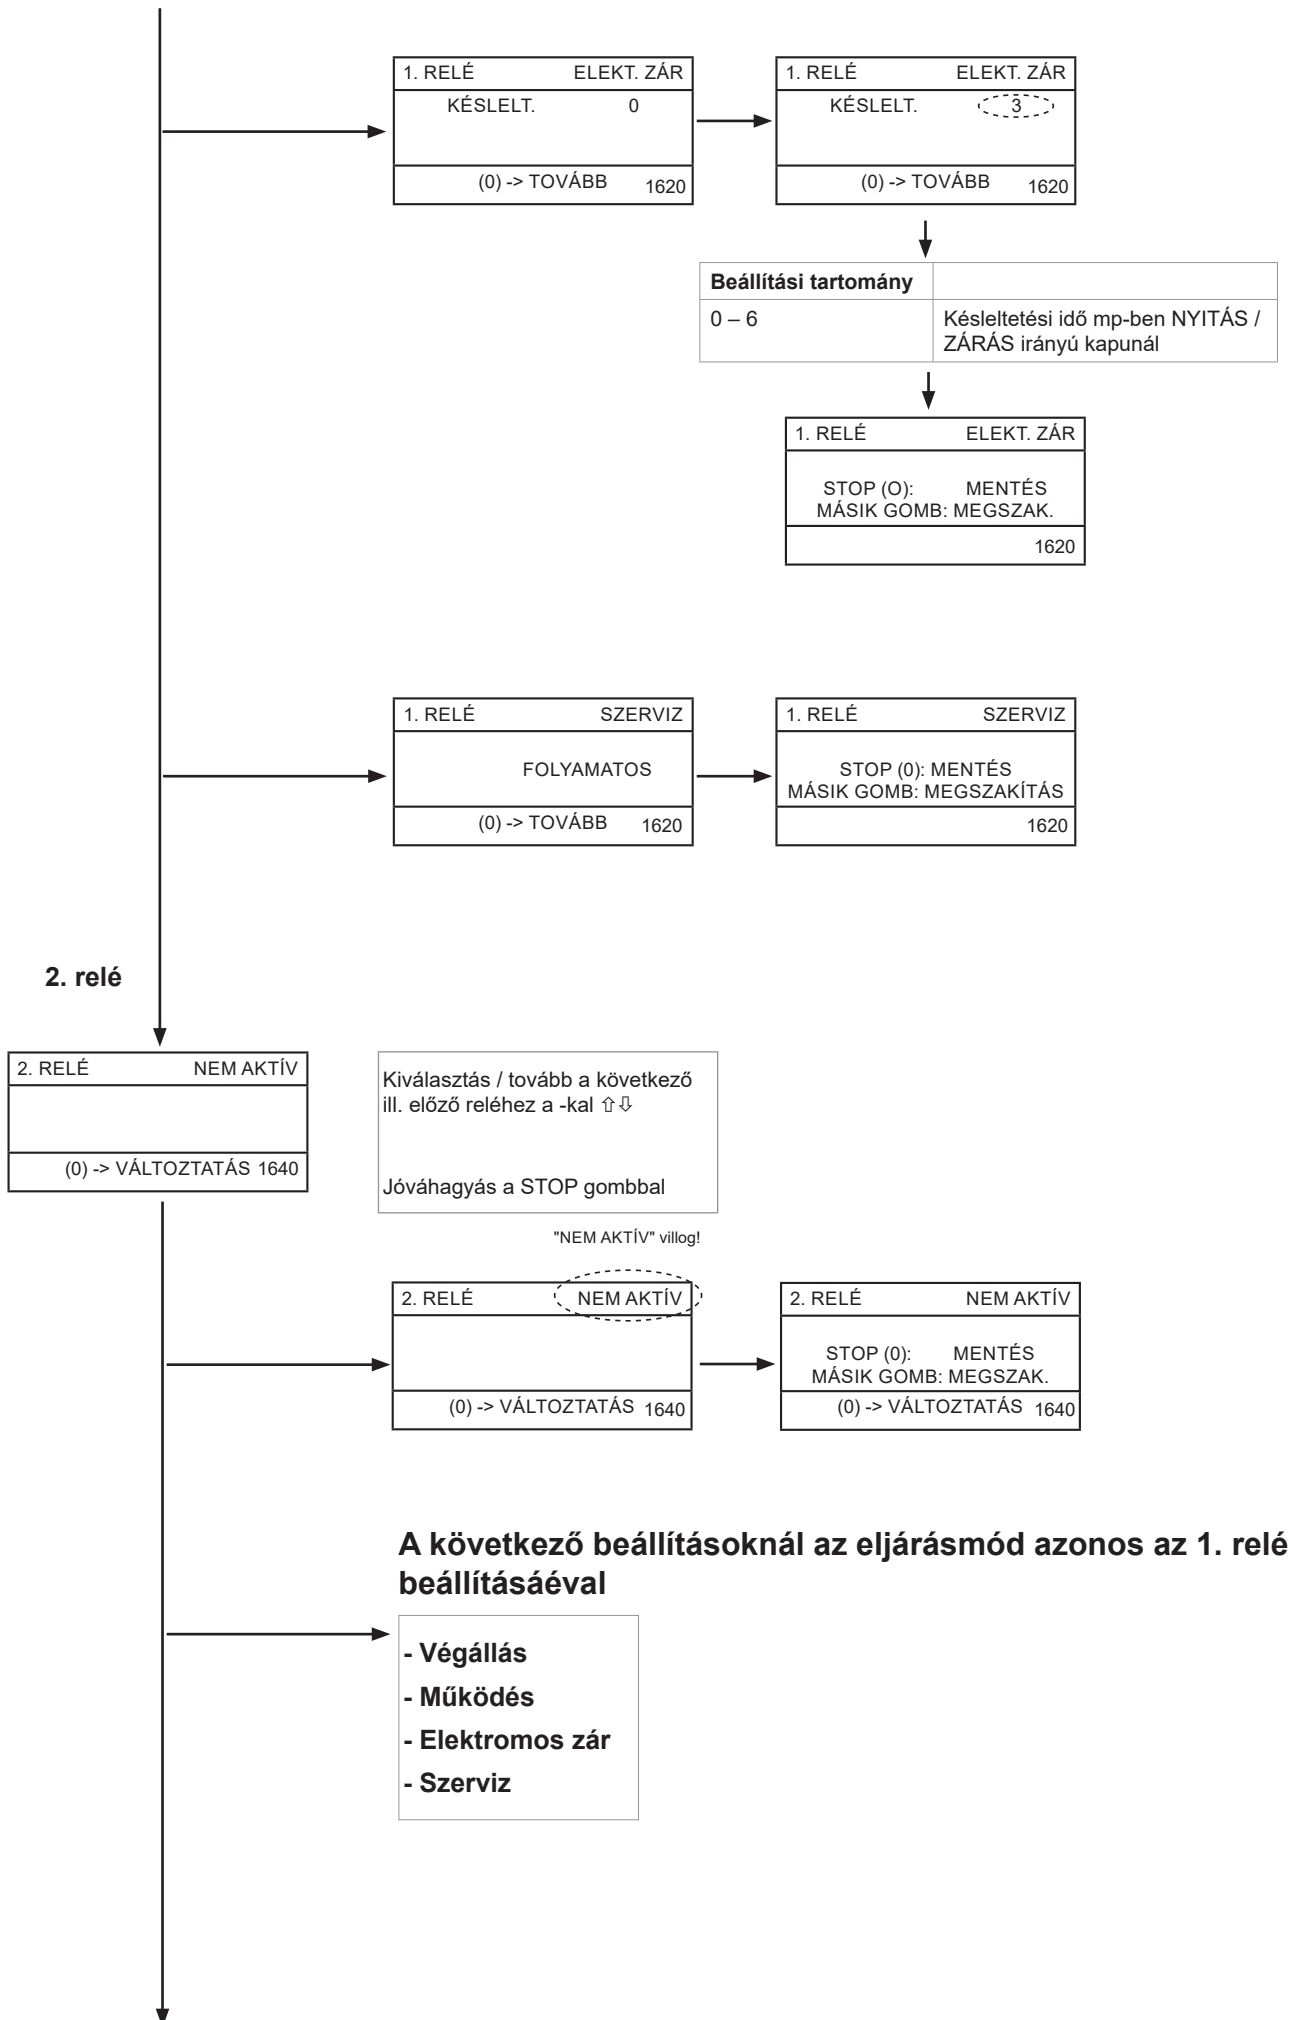 1. RELÉ ELEKT. ZÁR
KÉSLELT. 0
(0) -> TOVÁBB 1620
1. RELÉ ELEKT. ZÁR
KÉSLELT. 3
(0) -> TOVÁBB 1620
Beállítási tartomány
0 – 6 Késleltetési idő mp-ben NYITÁS /
ZÁRÁS irányú kapunál
1. RELÉ ELEKT. ZÁR
STOP (O): MENTÉS
MÁSIK GOMB: MEGSZAK.
1620
1. RELÉ SZERVIZ
FOLYAMATOS
(0) -> TOVÁBB 1620
1. RELÉ SZERVIZ
STOP (0): MENTÉS
MÁSIK GOMB: MEGSZAKÍTÁS
1620
2. relé
2. RELÉ NEM AKTÍV
(0) -> VÁLTOZTATÁS 1640
Kiválasztás / tovább a következő
ill. előző reléhez a -kal ⇧⇩
Jóváhagyás a STOP gombbal
"NEM AKTÍV" villog!
2. RELÉ NEM AKTÍV
(0) -> VÁLTOZTATÁS 1640
2. RELÉ NEM AKTÍV
STOP (0): MENTÉS
MÁSIK GOMB: MEGSZAK.
(0) -> VÁLTOZTATÁS 1640
A következő beállításoknál az eljárásmód azonos az 1. relé
beállításáéval
- Végállás
- Működés
- Elektromos zár
- Szerviz